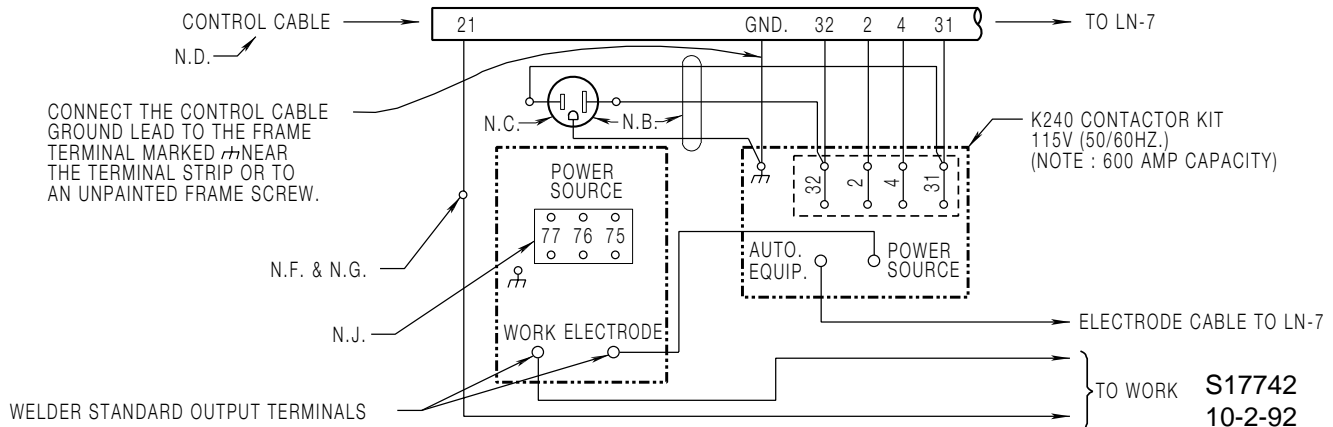 CONTROL CABLE
N.D.
21
GND.
32
2
4
31
TO LN-7
CONNECT THE CONTROL CABLE
GROUND LEAD TO THE FRAME
TERMINAL MARKED NEAR
THE TERMINAL STRIP OR TO
AN UNPAINTED FRAME SCREW.
N.C.
N.B.
K240 CONTACTOR KIT
115V (50/60HZ.)
(NOTE : 600 AMP CAPACITY)
POWER
SOURCE
77 76 75
32
2
4
31
N.F. & N.G.
AUTO.
EQUIP.
POWER
SOURCE
N.J.
WORK ELECTRODE
ELECTRODE CABLE TO LN-7
WELDER STANDARD OUTPUT TERMINALS
TO WORK
S17742
10-2-92